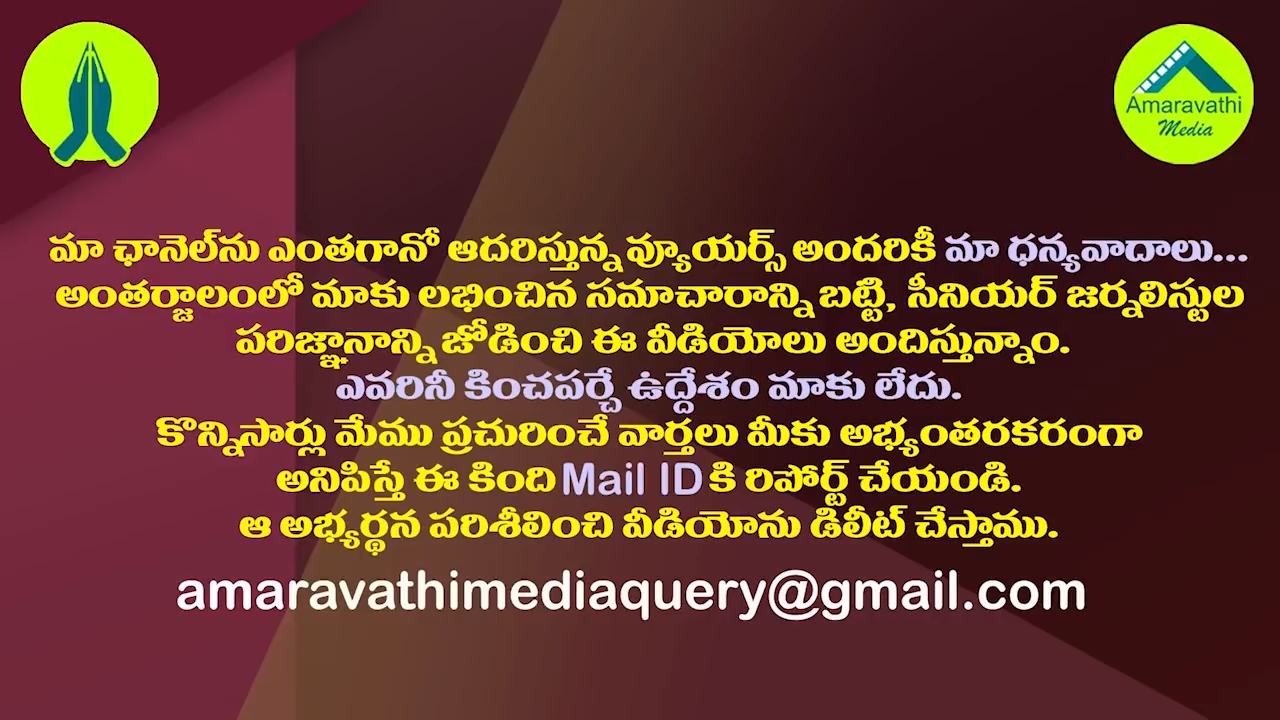 Amaravathi
Media
మా ఛానెల్‌ను ఎంతగానో ఆదరిస్తున్న వ్యూయర్స్ అందరికీ మా ధన్యవాదాలు...
అంతర్జాలంలో మాకు లభించిన సమాచారాన్ని బట్టి, సీనియర్ జర్నలిస్టుల
పరిజ్ఞానాన్ని జోడించి ఈ వీడియోలు అందిస్తున్నాం.
ఎవరినీ కించపర్చే ఉద్దేశం మాకు లేదు.
కొన్నిసార్లు మేము ప్రచురించే వార్తలు మీకు అభ్యంతరకరంగా
అనిపిస్తే ఈ కింది Mail ID కి రిపోర్ట్ చేయండి.
ఆ అభ్యర్థన పరిశీలించి వీడియోను డిలీట్ చేస్తాము.
amaravathimediaquery@gmail.com